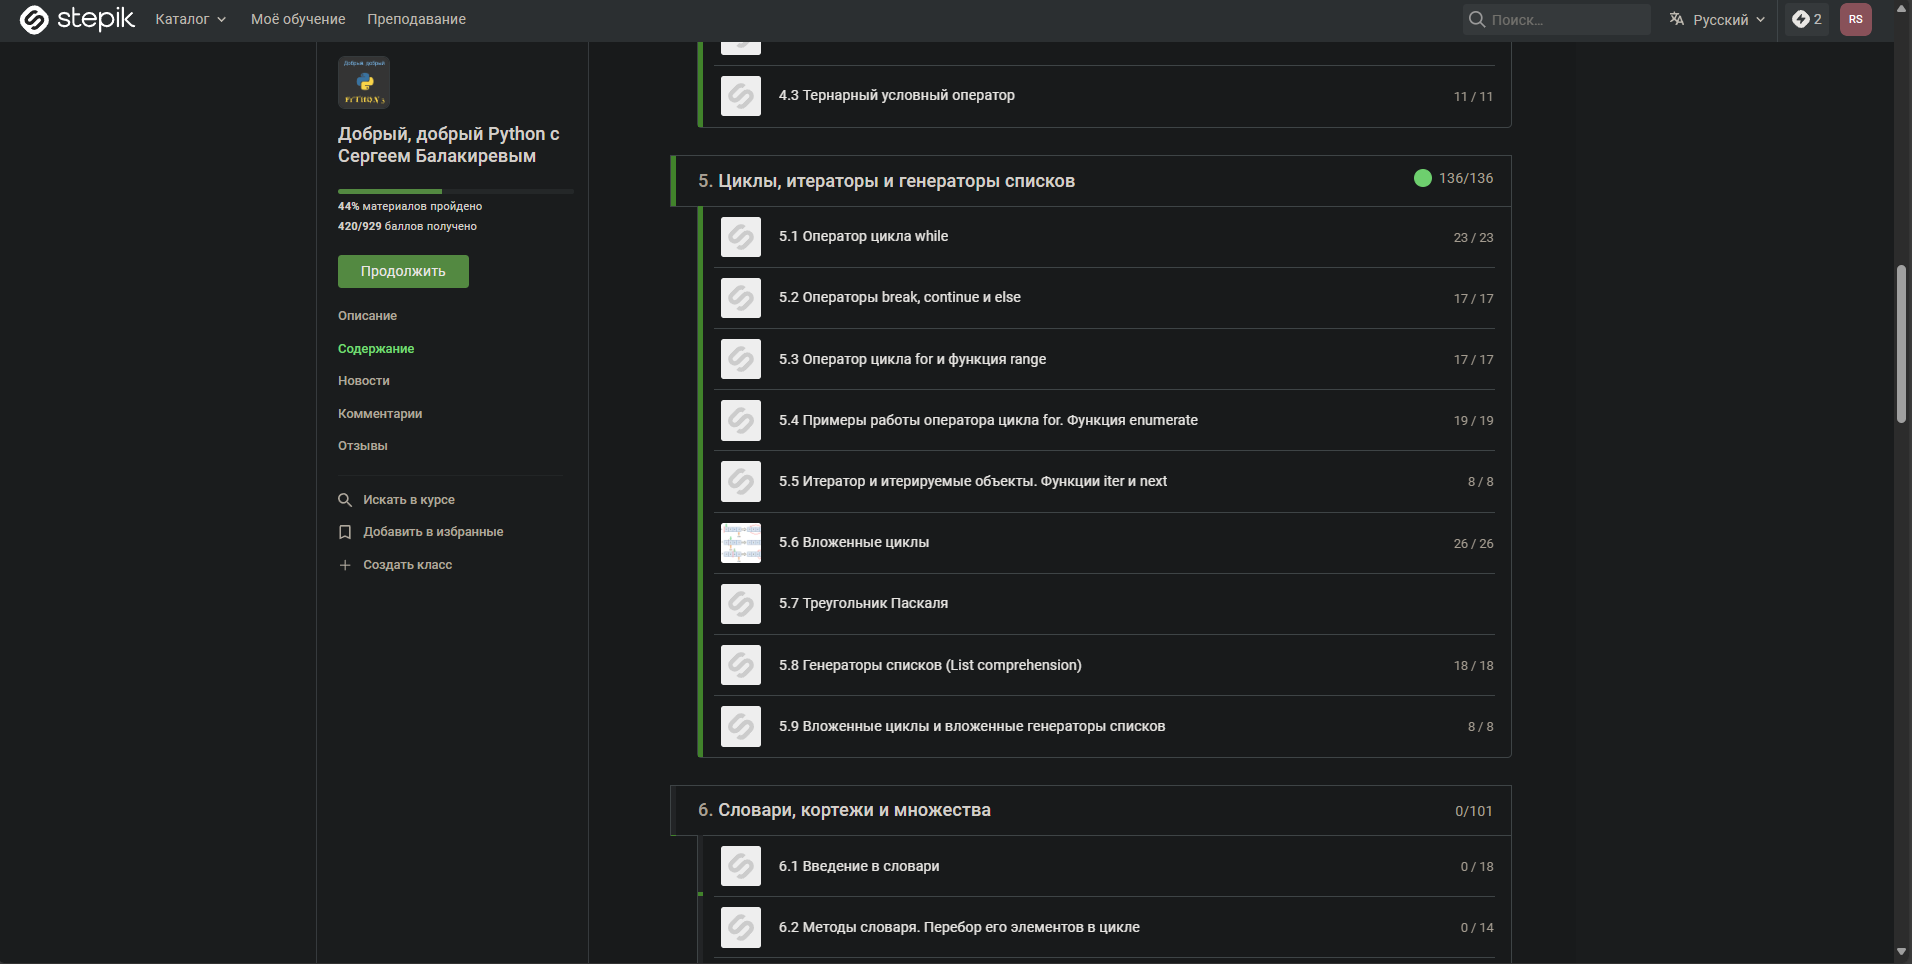 stepik
Каталог
Моё обучение
Преподавание
Поиск...
Русский
2
RS
Добрый, добрый
PYTHON 3
Добрый, добрый Python с
Сергеем Балакиревым
44% материалов пройдено
420/929 баллов получено
Продолжить
Описание
Содержание
Новости
Комментарии
Отзывы
Искать в курсе
Добавить в избранные
Создать класс
4.3 Тернарный условный оператор
11 / 11
5. Циклы, итераторы и генераторы списков
136/136
5.1 Оператор цикла while
23 / 23
5.2 Операторы break, continue и else
17 / 17
5.3 Оператор цикла for и функция range
17 / 17
5.4 Примеры работы оператора цикла for. Функция enumerate
19 / 19
5.5 Итератор и итерируемые объекты. Функции iter и next
8 / 8
5.6 Вложенные циклы
26 / 26
5.7 Треугольник Паскаля
5.8 Генераторы списков (List comprehension)
18 / 18
5.9 Вложенные циклы и вложенные генераторы списков
8 / 8
6. Словари, кортежи и множества
0/101
6.1 Введение в словари
0 / 18
6.2 Методы словаря. Перебор его элементов в цикле
0 / 14